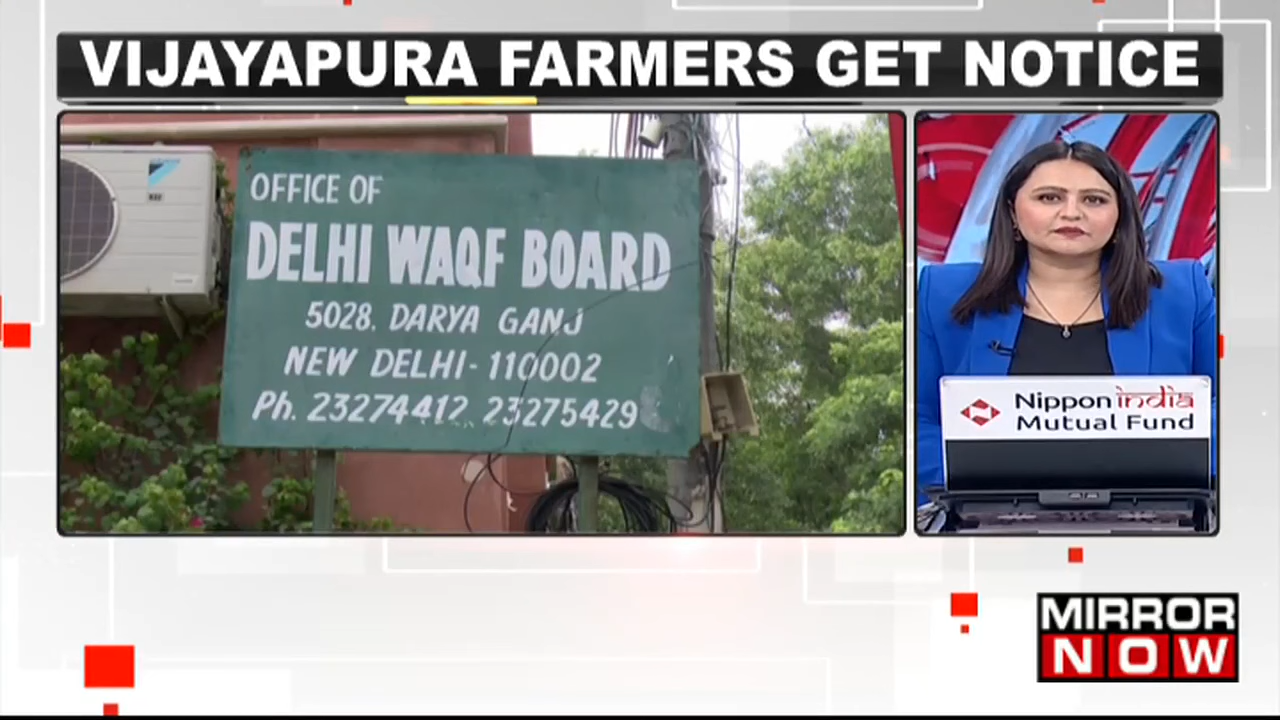 VIJAYAPURA FARMERS GET NOTICE
OFFICE OF
DELHI WAQF BOARD
5028, DARYA GANJ
NEW DELHI - 110002
Ph. 23274412, 23275429
Nippon india
Mutual Fund
MIRROR
NOW